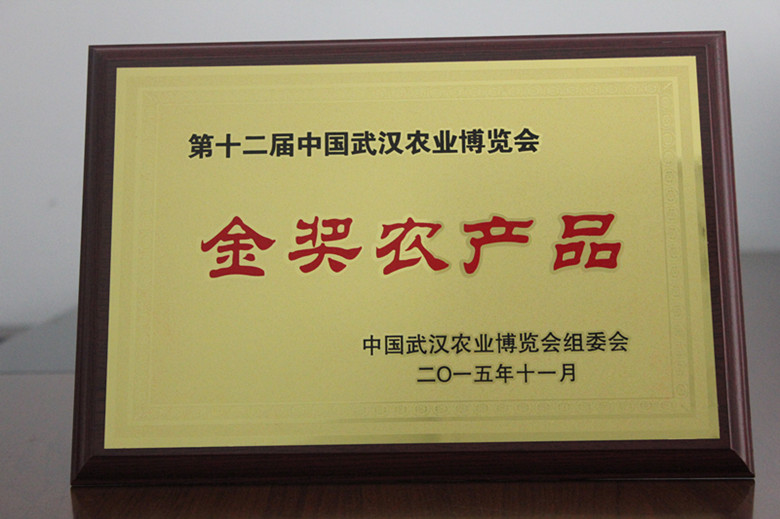 第十二届中国武汉农业博览会
金奖农产品
中国武汉农业博览会组委会
二〇一五年十一月